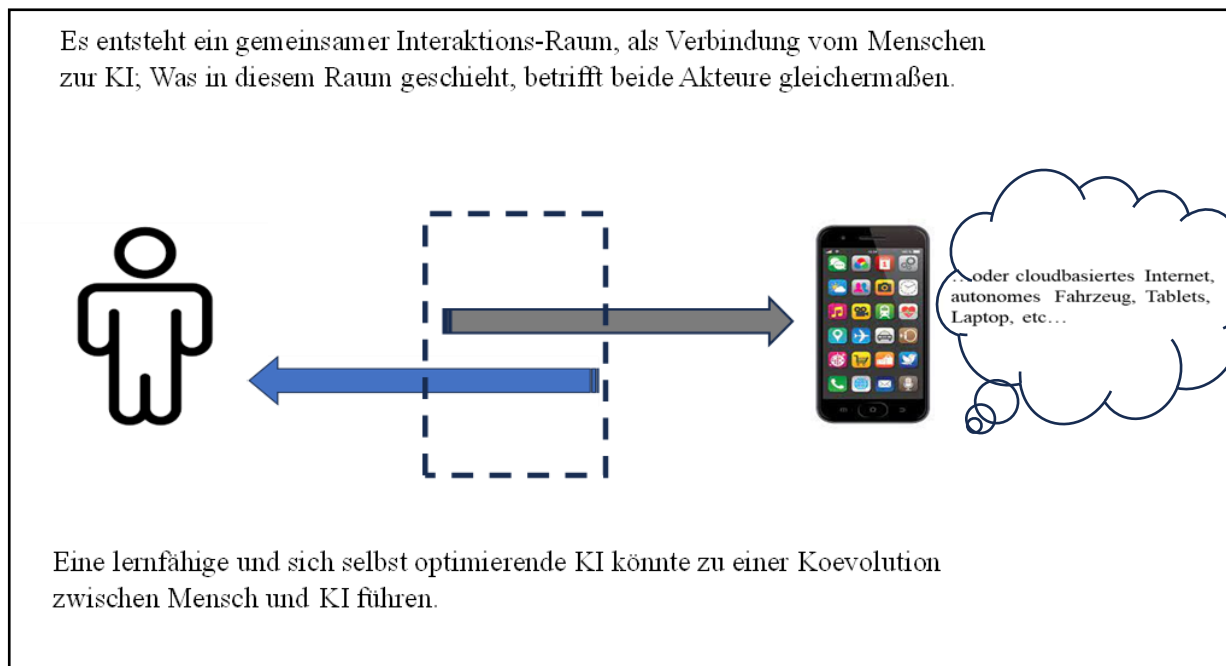 Es entsteht ein gemeinsamer Interaktions-Raum, als Verbindung vom Menschen
zur KI; Was in diesem Raum geschieht, betrifft beide Akteure gleichermaßen.
…oder cloudbasiertes Internet,
autonomes Fahrzeug, Tablets,
Laptop, etc…
Eine lernfähige und sich selbst optimierende KI könnte zu einer Koevolution
zwischen Mensch und KI führen.